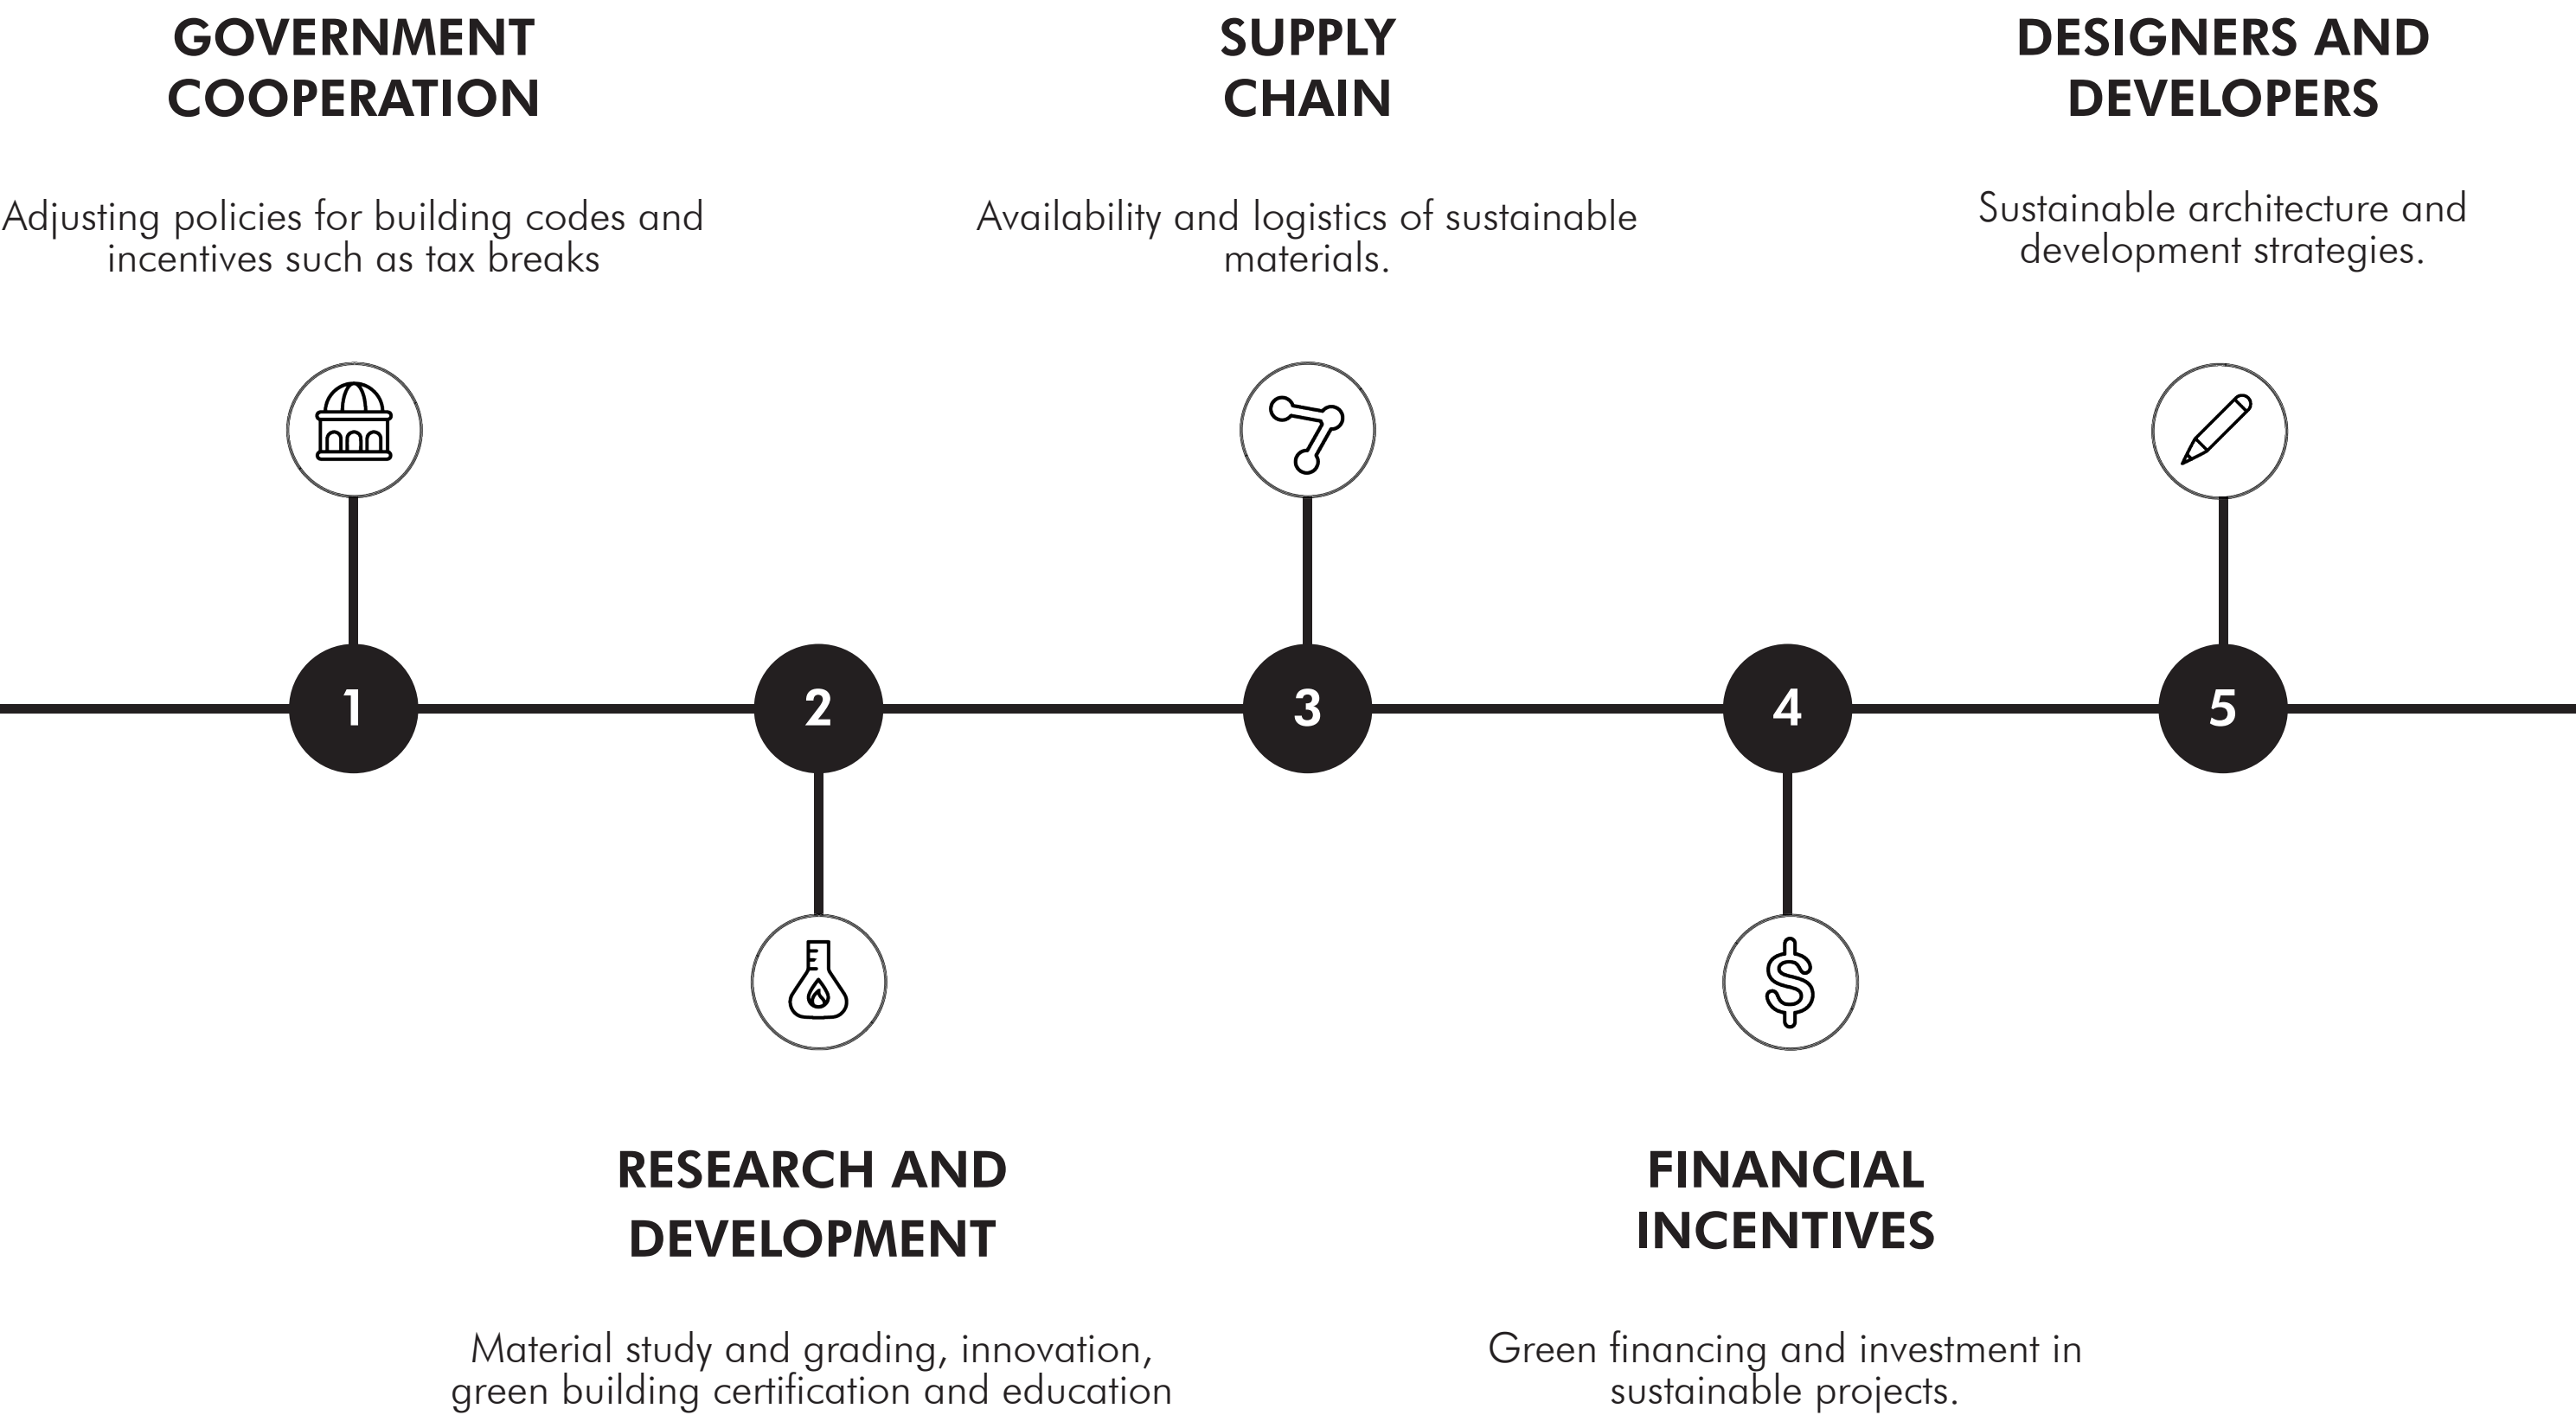 GOVERNMENT
COOPERATION
Adjusting policies for building codes and
incentives such as tax breaks
1
2
RESEARCH AND
DEVELOPMENT
Material study and grading, innovation,
green building certification and education
SUPPLY
CHAIN
Availability and logistics of sustainable
materials.
3
4
$
FINANCIAL
INCENTIVES
Green financing and investment in
sustainable projects.
DESIGNERS AND
DEVELOPERS
Sustainable architecture and
development strategies.
5